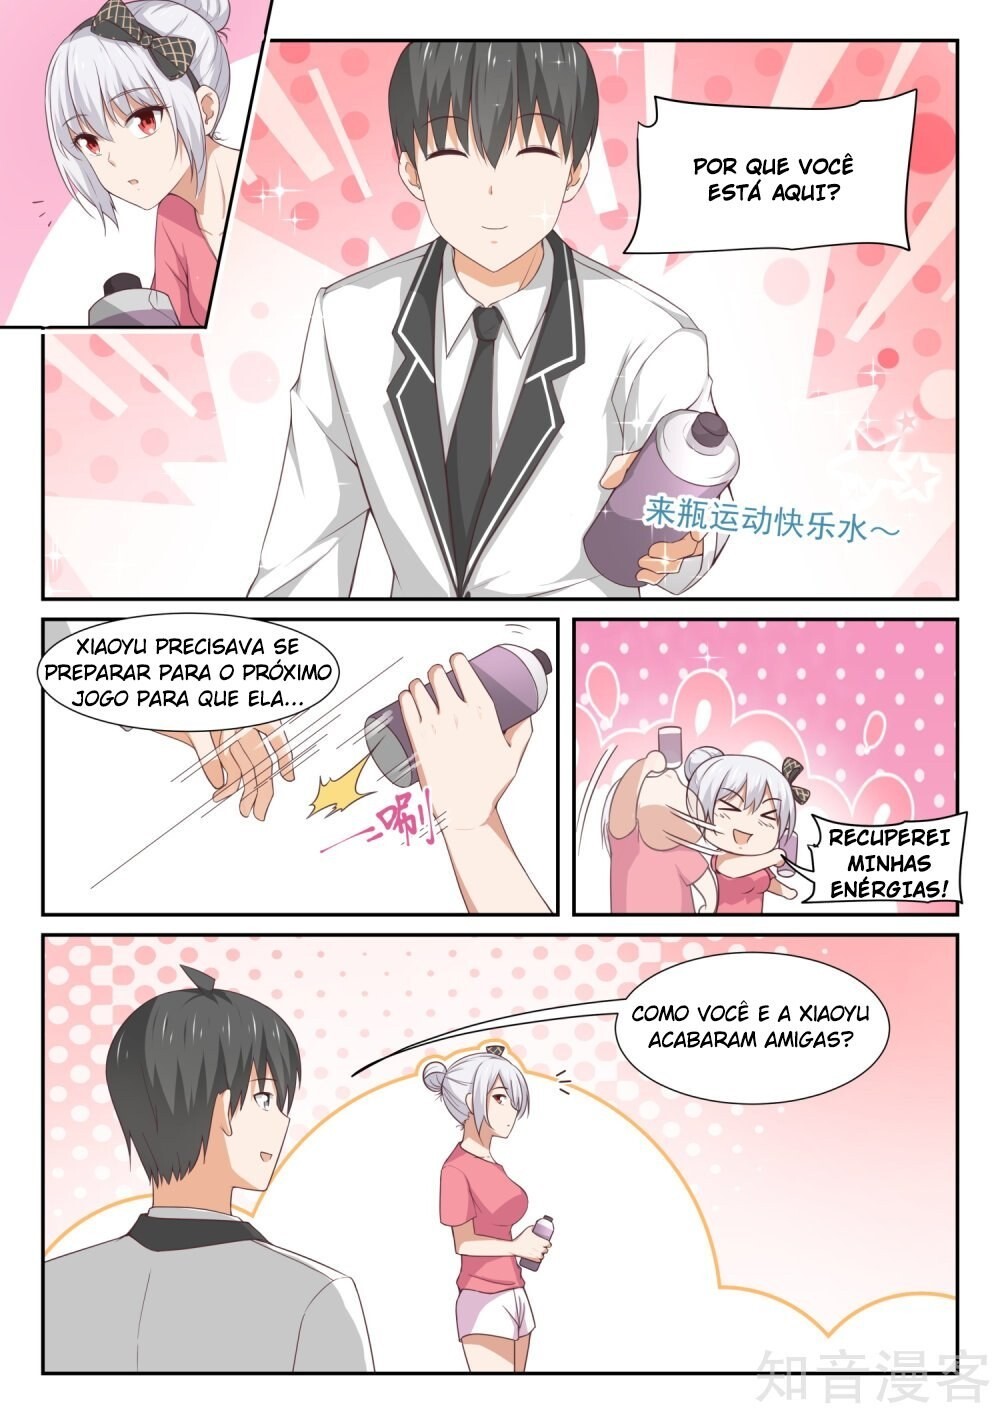 POR QUE VOCÊ
ESTÁ AQUI?
来瓶运动快乐水～
XIAOYU PRECISAVA SE
PREPARAR PARA O PRÓXIMO
JOGO PARA QUE ELA...
唰!
RECUPEREI
MINHAS
ENÉRGIAS!
COMO VOCÊ E A XIAOYU
ACABARAM AMIGAS?
知音漫客